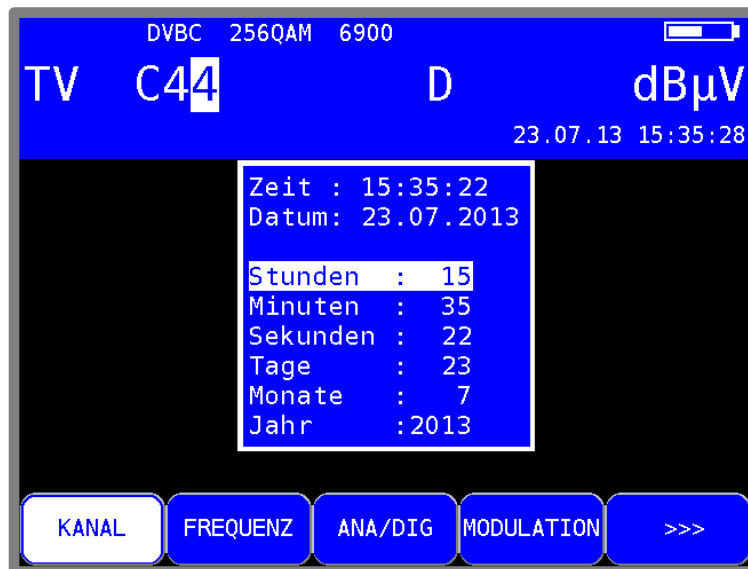 DVBC 256QAM 6900
TV C44 D dBµV
23.07.13 15:35:28
Zeit : 15:35:22
Datum: 23.07.2013
Stunden : 15
Minuten : 35
Sekunden : 22
Tage : 23
Monate : 7
Jahr :2013
KANAL FREQUENZ ANA/DIG MODULATION >>>